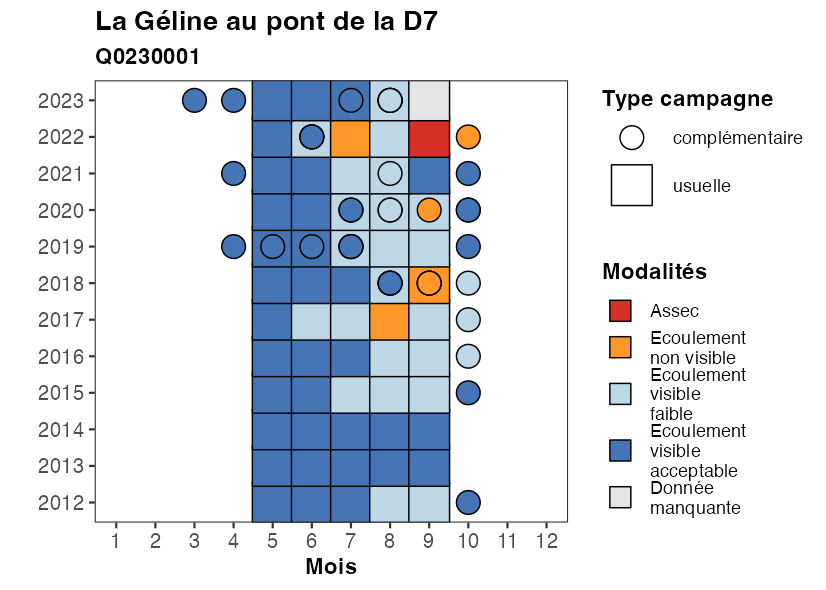 La Géline au pont de la D7
Q0230001
2023
2022
2021
2020
2019
2018
2017
2016
2015
2014
2013
2012
1 2 3 4 5 6 7 8 9 10 11 12
Mois
Type campagne
complémentaire
usuelle
Modalités
Assec
Ecoulement
non visible
Ecoulement
visible
faible
Ecoulement
visible
acceptable
Donnée
manquante